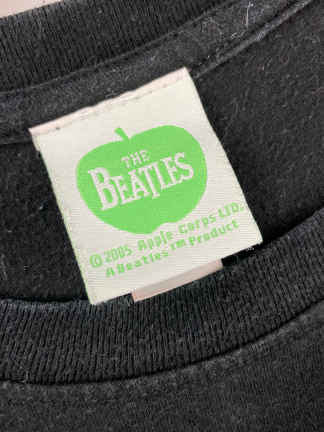 THE
BEATLES
© 2005 Apple Corps LTD.
A Beatles™ Product